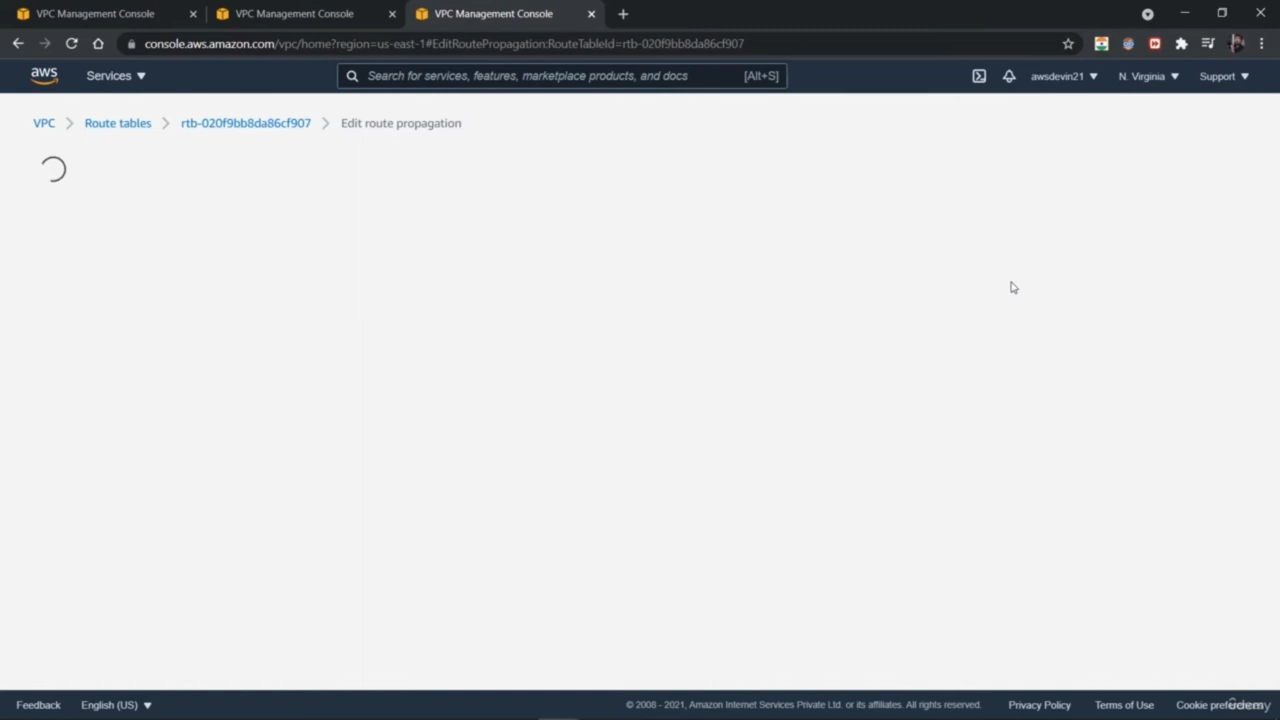 VPC Management Console VPC Management Console VPC Management Console
console.aws.amazon.com/vpc/home?region=us-east-1#EditRoutePropagation:RouteTableId=rtb-020f9bb8da86cf907
aws Services Search for services, features, marketplace products, and docs [Alt+S] awsdevin21 N. Virginia Support
VPC Route tables rtb-020f9bb8da86cf907 Edit route propagation
Feedback English (US) © 2008 - 2021, Amazon Internet Services Private Ltd. or its affiliates. All rights reserved. Privacy Policy Terms of Use Cookie preferences
Udemy